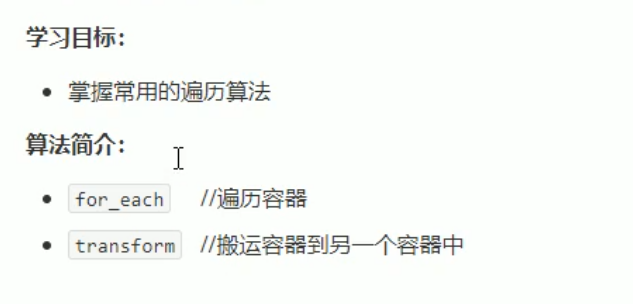 学习目标：
掌握常用的遍历算法
算法简介：
for_each //遍历容器
transform //搬运容器到另一个容器中